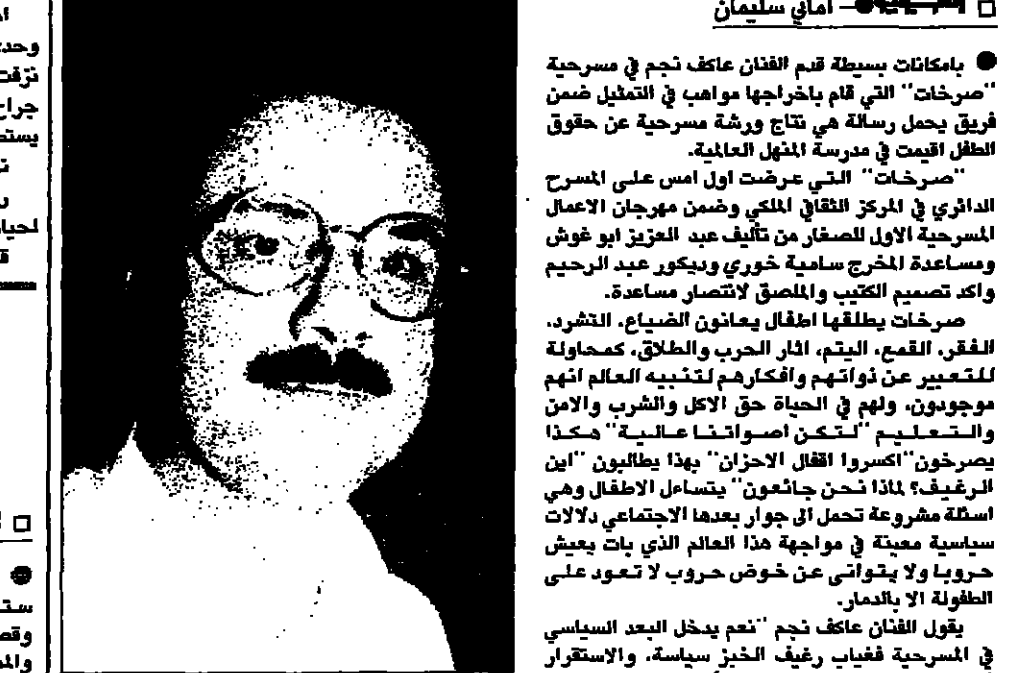 اماني سليمان
● بامكانات بسيطة قدم الفنان عاكف نجم في مسرحية
"صرخات" التي قام باخراجها مواهب في التمثيل ضمن
فريق يحمل رسالة هي نتاج ورشة مسرحية عن حقوق
الطفل اقيمت في مدرسة المنهل العالمية.
"صرخات" التي عرضت اول امس على المسرح
الدائري في المركز الثقافي الملكي وضمن مهرجان الاعمال
المسرحية الاول للصغار من تأليف عبد العزيز ابو غوش
ومساعدة المخرج سامية خوري وديكور عبد الرحيم
واكد تصميم الكتيب والملصق لانتصار مساعدة.
صرخات يطلقها اطفال يعانون الضياع، التشرد،
الفقر، القمع، اليتم، اثار الحرب والطلاق، كمحاولة
للتعبير عن ذواتهم وافكارهم لتنبيه العالم انهم
موجودون، ولهم في الحياة حق الاكل والشرب والامن
والتعليم "لتكن اصواتنا عالية" هكذا
يصرخون "اكسروا اقفال الاحزان" بهذا يطالبون "اين
الرغيف؟ لماذا نحن جائعون" يتساءل الاطفال وهي
اسئلة مشروعة تحمل الى جوار بعدها الاجتماعي دلالات
سياسية معينة في مواجهة هذا العالم الذي بات يعيش
حروبا ولا يتوانى عن خوض حروب لا تعود على
الطفولة الا بالدمار.
يقول الفنان عاكف نجم "نعم يدخل البعد السياسي
في المسرحية فغياب رغيف الخبز سياسة، والاستقرار
وحد
نزفت
جراح